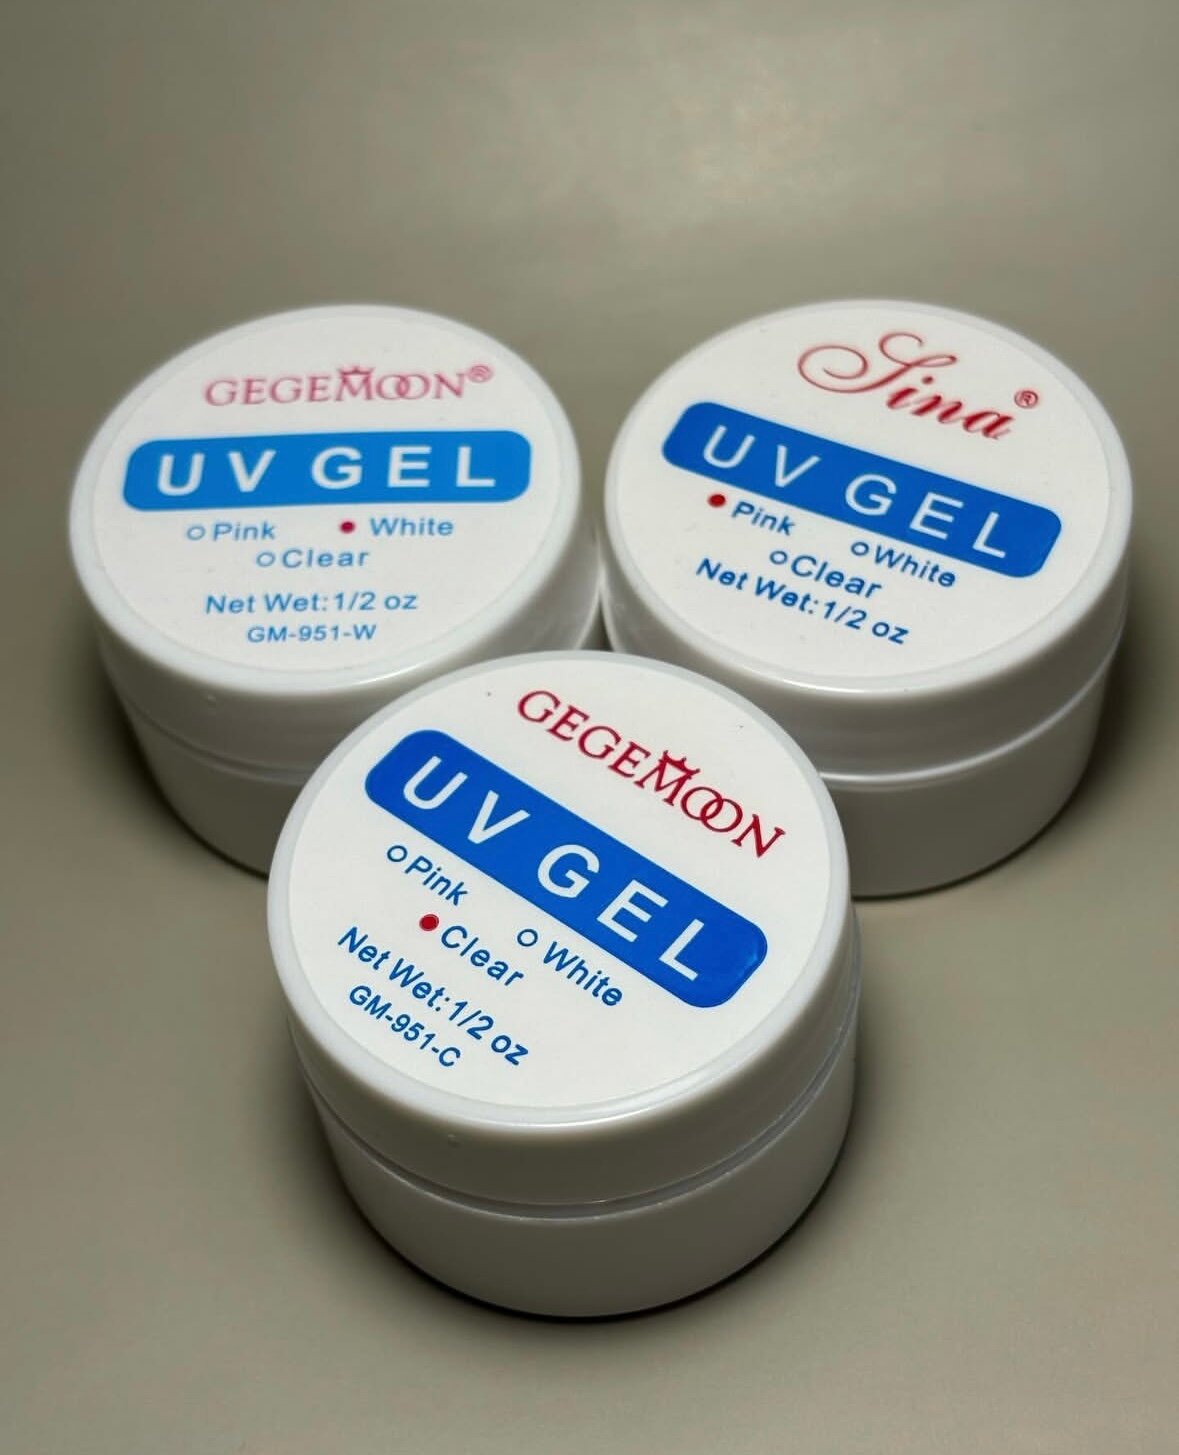 GEGEMOON®
UV GEL
○ Pink ● White
○ Clear
Net Wet: 1/2 oz
GM-951-W
Sina®
UV GEL
● Pink ○ White
○ Clear
Net Wet: 1/2 oz
GEGEMOON
UV GEL
○ Pink ○ White
● Clear
Net Wet: 1/2 oz
GM-951-C